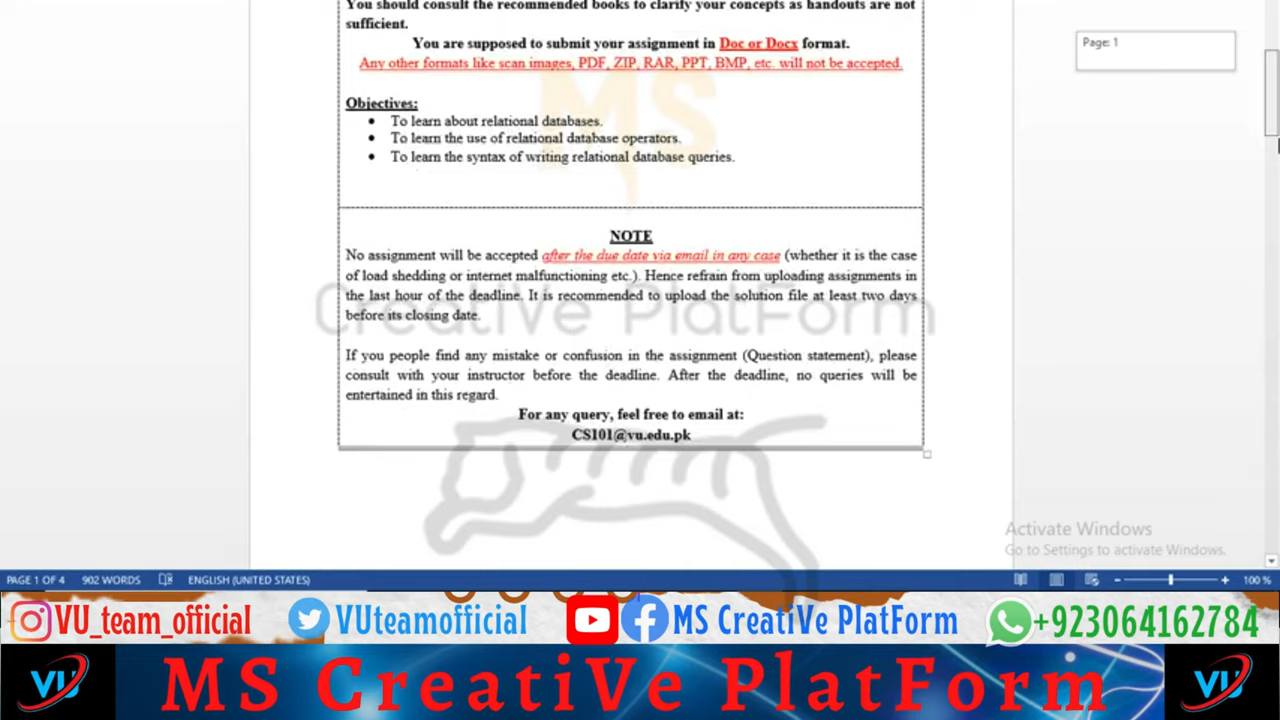 You should consult the recommended books to clarify your concepts as handouts are not
sufficient.
You are supposed to submit your assignment in Doc or Docx format.
Any other formats like scan images, PDF, ZIP, RAR, PPT, BMP, etc. will not be accepted.
Page: 1
Objectives:
• To learn about relational databases.
• To learn the use of relational database operators.
• To learn the syntax of writing relational database queries.
MS
NOTE
No assignment will be accepted after the due date via email in any case (whether it is the case
of load shedding or internet malfunctioning etc.). Hence refrain from uploading assignments in
the last hour of the deadline. It is recommended to upload the solution file at least two days
before its closing date.
CreatiVe PlatForm
If you people find any mistake or confusion in the assignment (Question statement), please
consult with your instructor before the deadline. After the deadline, no queries will be
entertained in this regard.
For any query, feel free to email at:
CS101@vu.edu.pk
Activate Windows
Go to Settings to activate Windows.
PAGE 1 OF 4 902 WORDS ENGLISH (UNITED STATES) 100 %
VU_team_official VUteamofficial MS CreatiVe PlatForm +923064162784
VU MS CreatiVe PlatForm VU